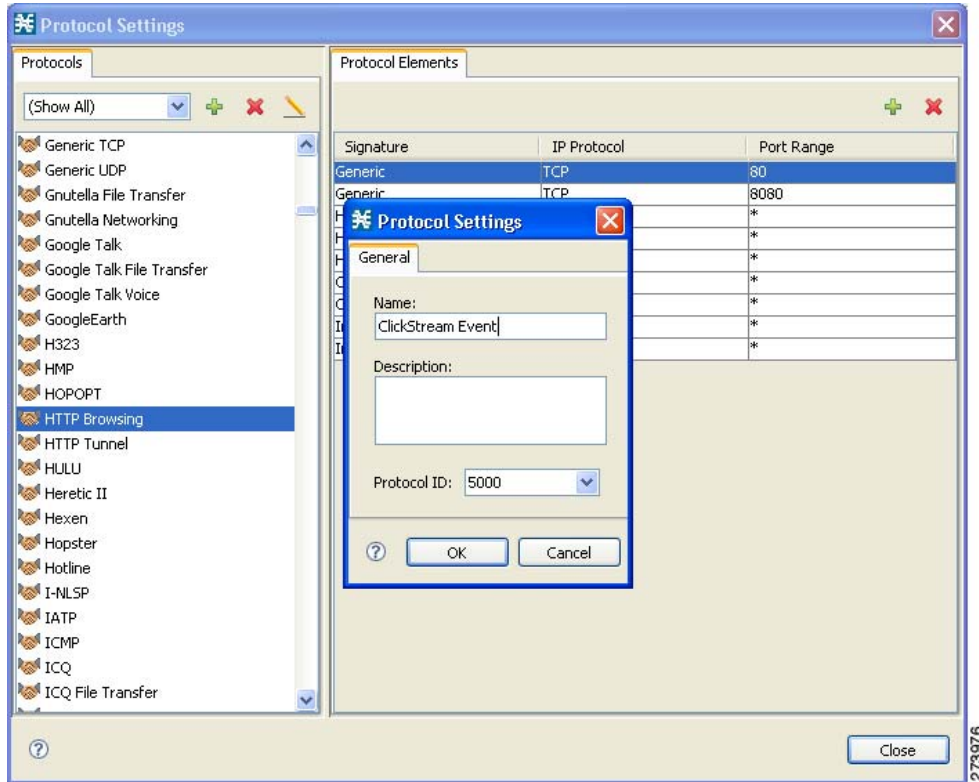 Protocol Settings
Protocols
(Show All)
Generic TCP
Generic UDP
Gnutella File Transfer
Gnutella Networking
Google Talk
Google Talk File Transfer
Google Talk Voice
GoogleEarth
H323
HMP
HOPOPT
HTTP Browsing
HTTP Tunnel
HULU
Heretic II
Hexen
Hopster
Hotline
I-NLSP
IATP
ICMP
ICQ
ICQ File Transfer
Protocol Elements
Signature IP Protocol Port Range
Generic TCP 80
Generic TCP 8080
H *
H *
H *
C *
C *
I *
I *
Protocol Settings
General
Name:
ClickStream Event
Description:
Protocol ID: 5000
? OK Cancel
? Close
273976